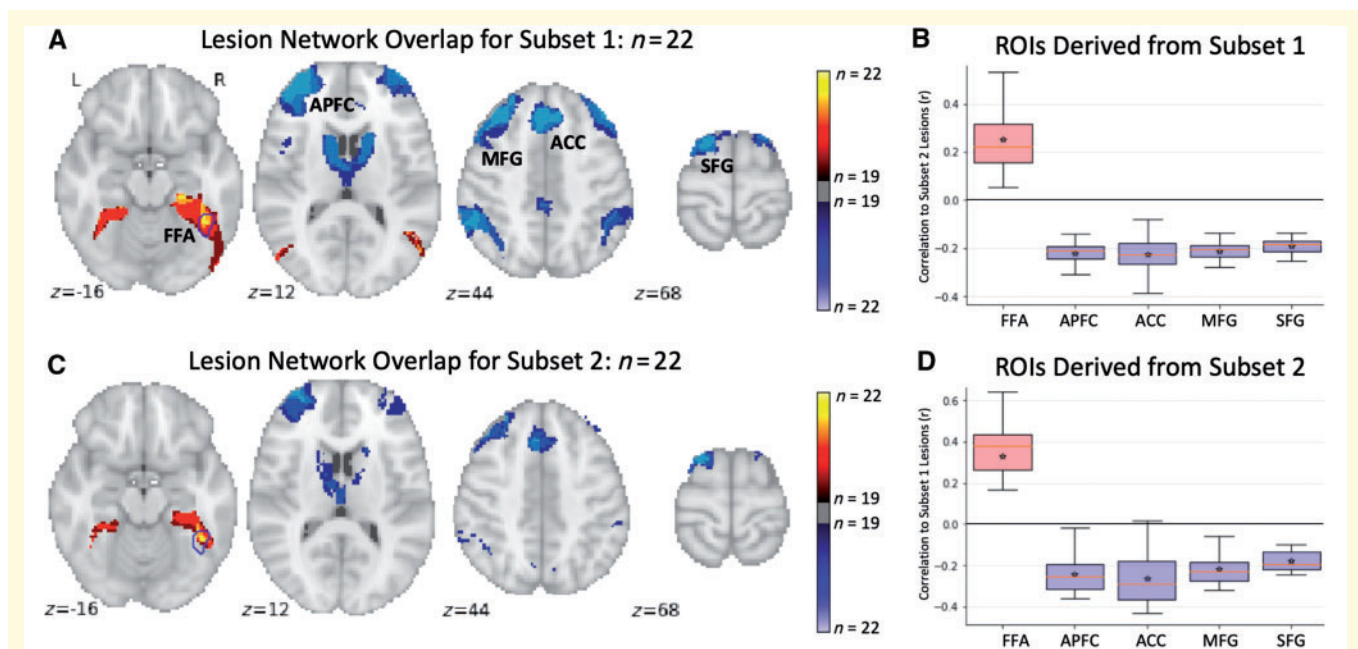 A
Lesion Network Overlap for Subset 1: n=22
L
R
APFC
MFG
ACC
SFG
FFA
z=-16
z=12
z=44
z=68
n=22
n=19
n=19
n=22
B
ROIs Derived from Subset 1
Correlation to Subset 2 Lesions (r)
0.4
0.2
0.0
−0.2
−0.4
FFA APFC ACC MFG SFG
C
Lesion Network Overlap for Subset 2: n=22
z=-16
z=12
z=44
z=68
n=22
n=19
n=19
n=22
D
ROIs Derived from Subset 2
Correlation to Subset 1 Lesions (r)
0.6
0.4
0.2
0.0
−0.2
−0.4
FFA APFC ACC MFG SFG